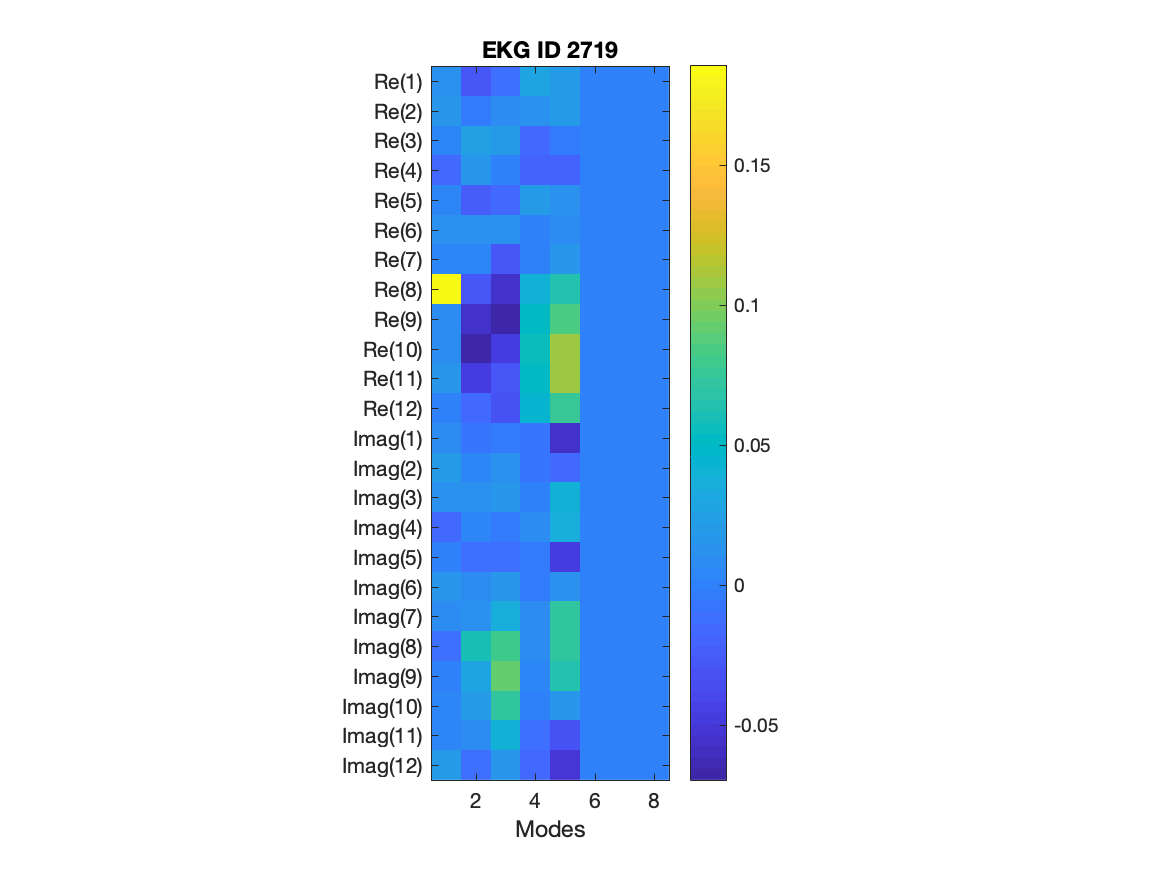 EKG ID 2719
Re(1)
Re(2)
Re(3)
Re(4)
Re(5)
Re(6)
Re(7)
Re(8)
Re(9)
Re(10)
Re(11)
Re(12)
Imag(1)
Imag(2)
Imag(3)
Imag(4)
Imag(5)
Imag(6)
Imag(7)
Imag(8)
Imag(9)
Imag(10)
Imag(11)
Imag(12)
2 4 6 8
Modes
0.15
0.1
0.05
0
-0.05